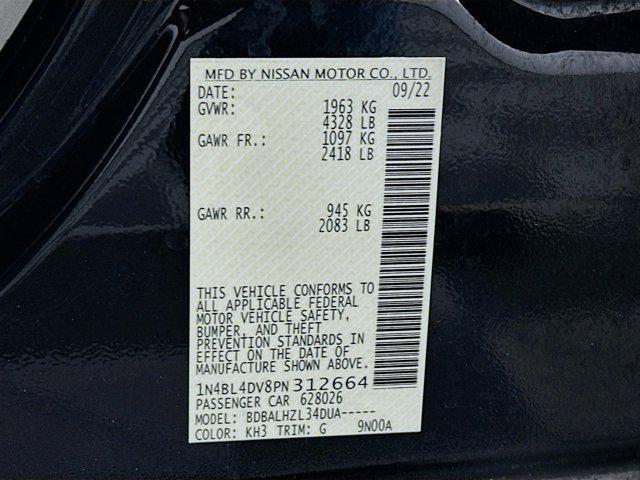 MFD BY NISSAN MOTOR CO., LTD.
DATE: 09/22
GVWR: 1963 KG
4328 LB
GAWR FR.: 1097 KG
2418 LB
GAWR RR.: 945 KG
2083 LB
THIS VEHICLE CONFORMS TO
ALL APPLICABLE FEDERAL
MOTOR VEHICLE SAFETY,
BUMPER, AND THEFT
PREVENTION STANDARDS IN
EFFECT ON THE DATE OF
MANUFACTURE SHOWN ABOVE.
1N4BL4DV8PN312664
PASSENGER CAR 628026
MODEL: BDBALHZL34DUA-----
COLOR: KH3 TRIM: G 9N00A